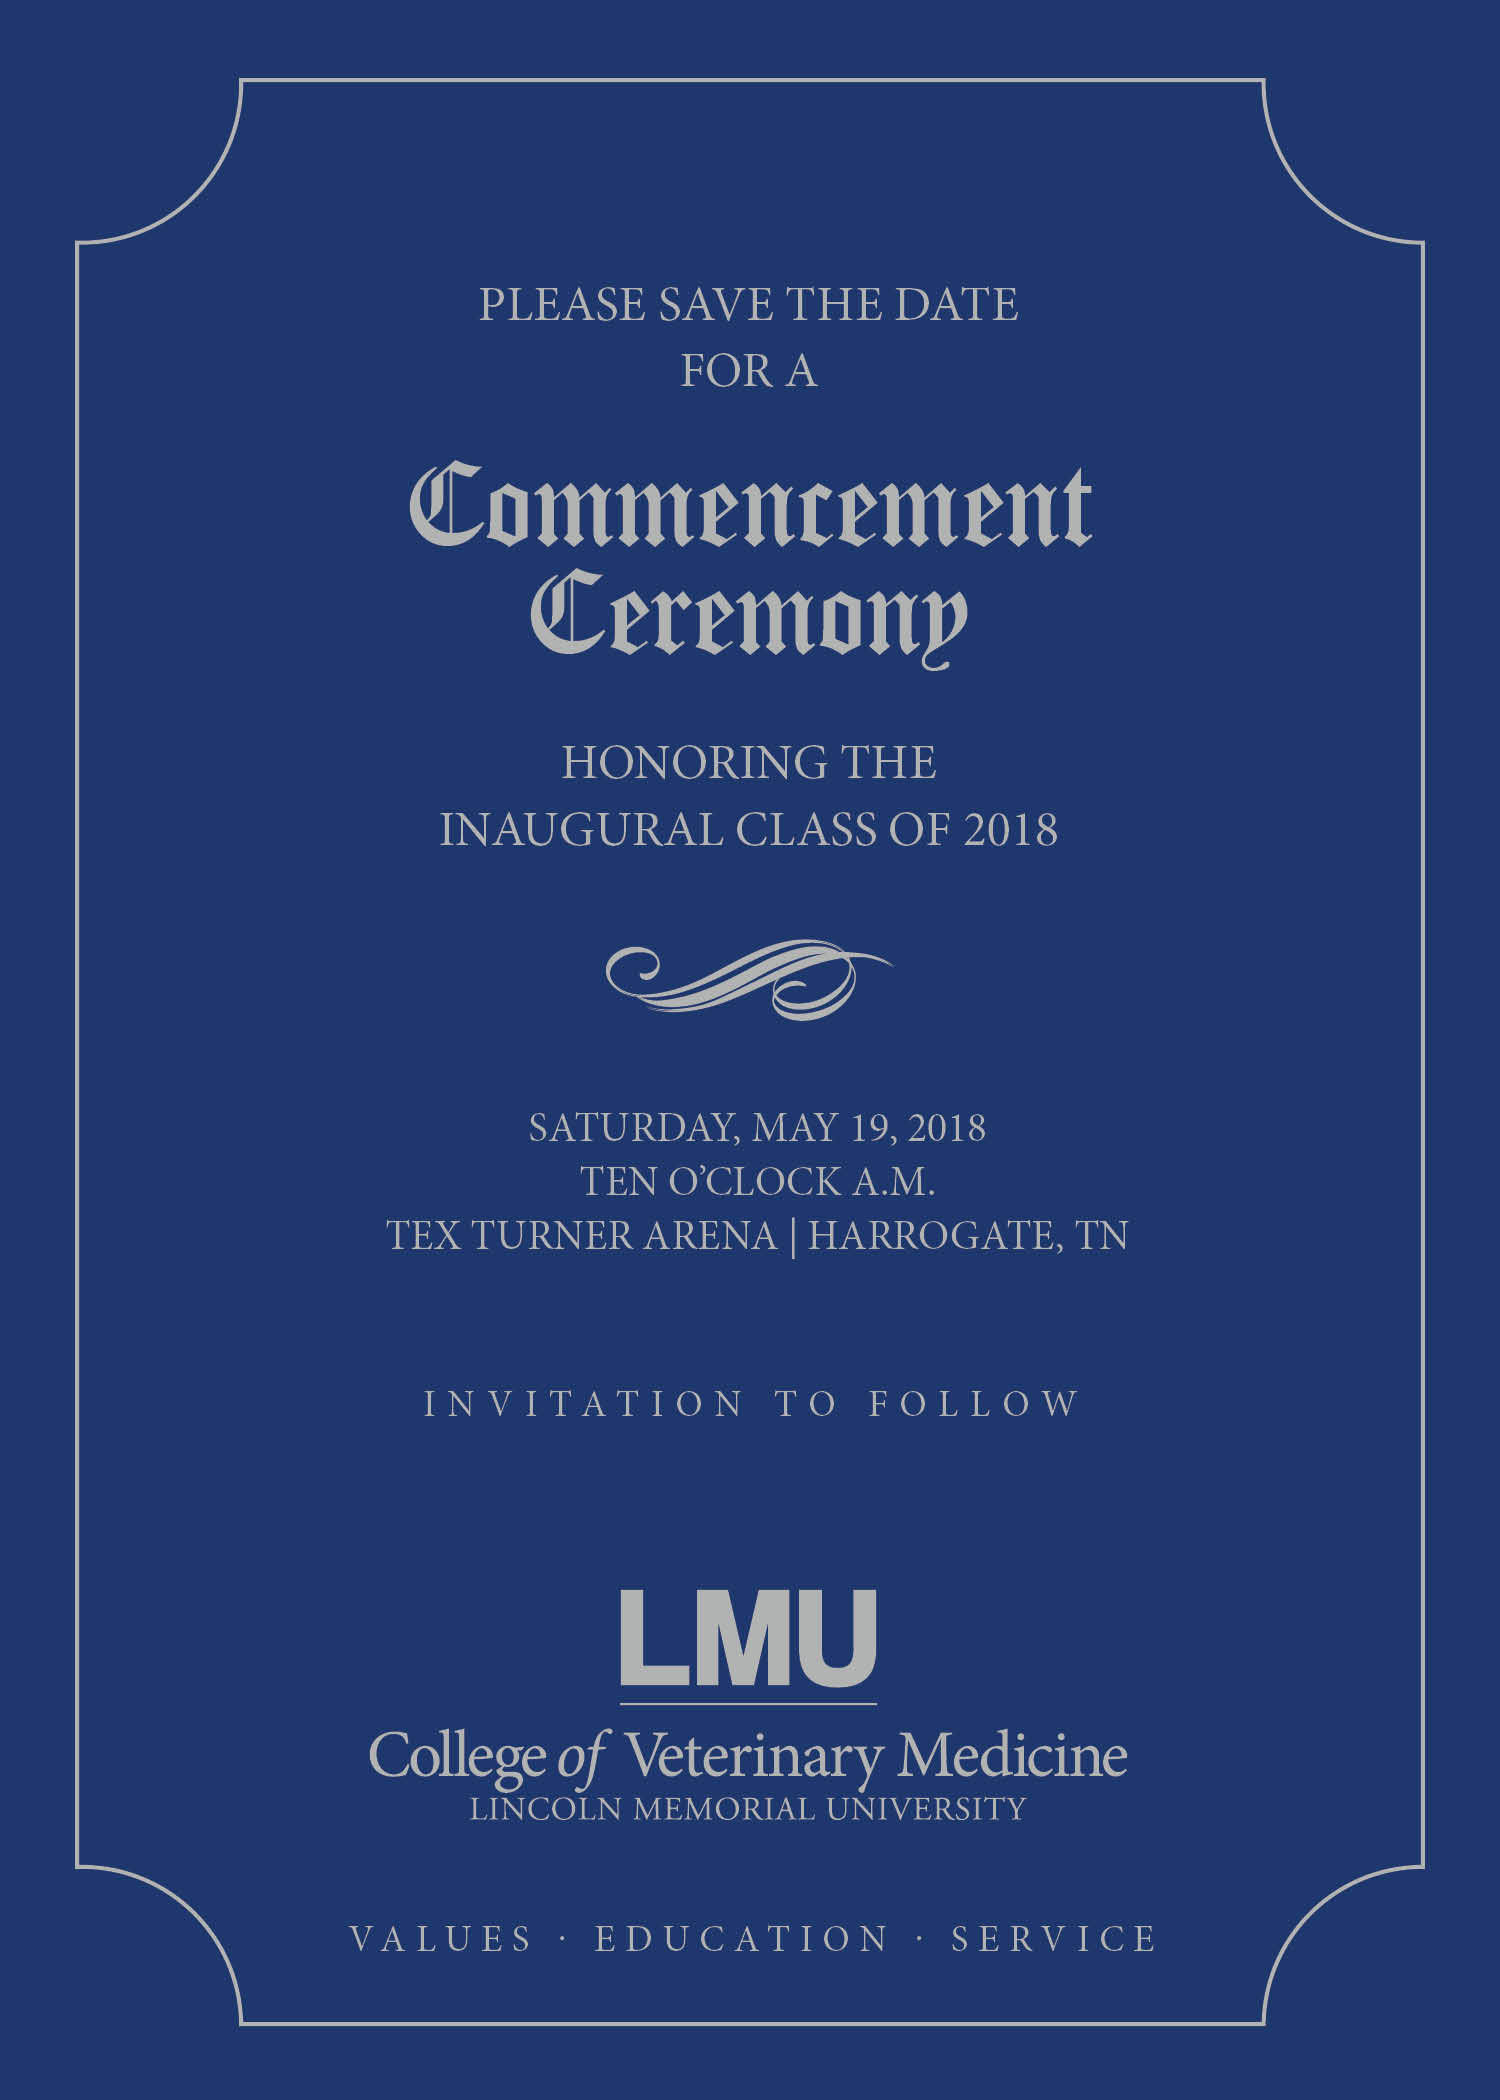 PLEASE SAVE THE DATE
FOR A
Commencement
Ceremony
HONORING THE
INAUGURAL CLASS OF 2018
SATURDAY, MAY 19, 2018
TEN O’CLOCK A.M.
TEX TURNER ARENA | HARROGATE, TN
INVITATION TO FOLLOW
LMU
College of Veterinary Medicine
LINCOLN MEMORIAL UNIVERSITY
VALUES · EDUCATION · SERVICE